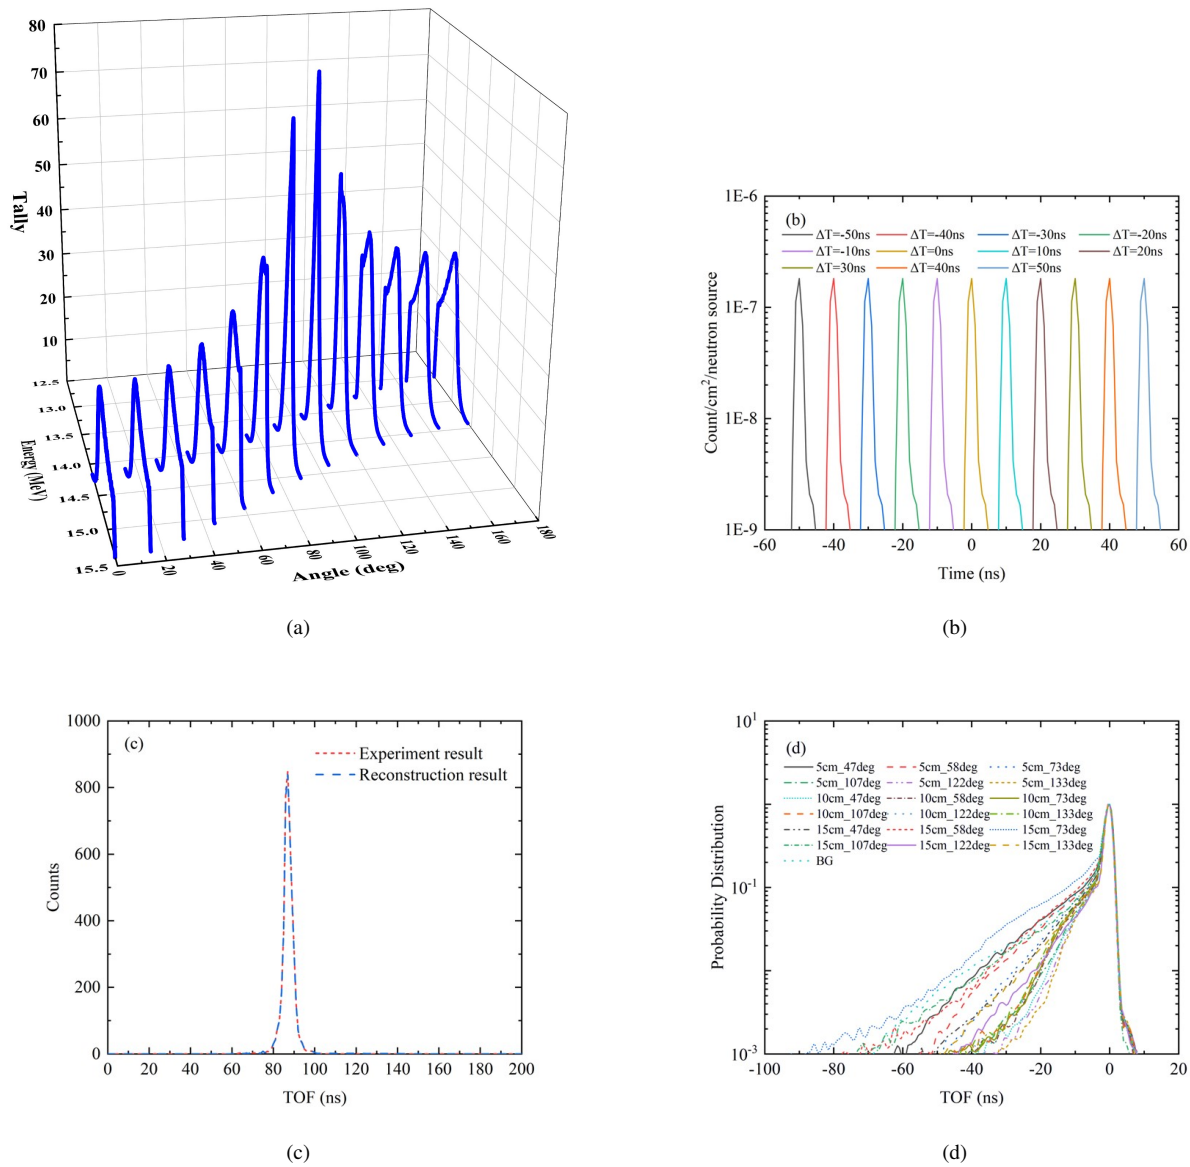 80
70
60
50
40
30
20
10
Tally
12.5
13.0
13.5
14.0
14.5
15.0
15.5
Energy (MeV)
0
20
40
60
80
100
120
140
160
180
Angle (deg)
(a)
1E-6
1E-7
1E-8
1E-9
Count/cm²/neutron source
(b)
ΔT=-50ns ΔT=-40ns ΔT=-30ns ΔT=-20ns
ΔT=-10ns ΔT=0ns ΔT=10ns ΔT=20ns
ΔT=30ns ΔT=40ns ΔT=50ns
-60 -40 -20 0 20 40 60
Time (ns)
(b)
1000
800
600
400
200
0
Counts
(c)
Experiment result
Reconstruction result
0 20 40 60 80 100 120 140 160 180 200
TOF (ns)
(c)
10¹
10⁰
10⁻¹
10⁻²
10⁻³
Probability Distribution
(d)
5cm_47deg 5cm_58deg 5cm_73deg
5cm_107deg 5cm_122deg 5cm_133deg
10cm_47deg 10cm_58deg 10cm_73deg
10cm_107deg 10cm_122deg 10cm_133deg
15cm_47deg 15cm_58deg 15cm_73deg
15cm_107deg 15cm_122deg 15cm_133deg
BG
-100 -80 -60 -40 -20 0 20
TOF (ns)
(d)